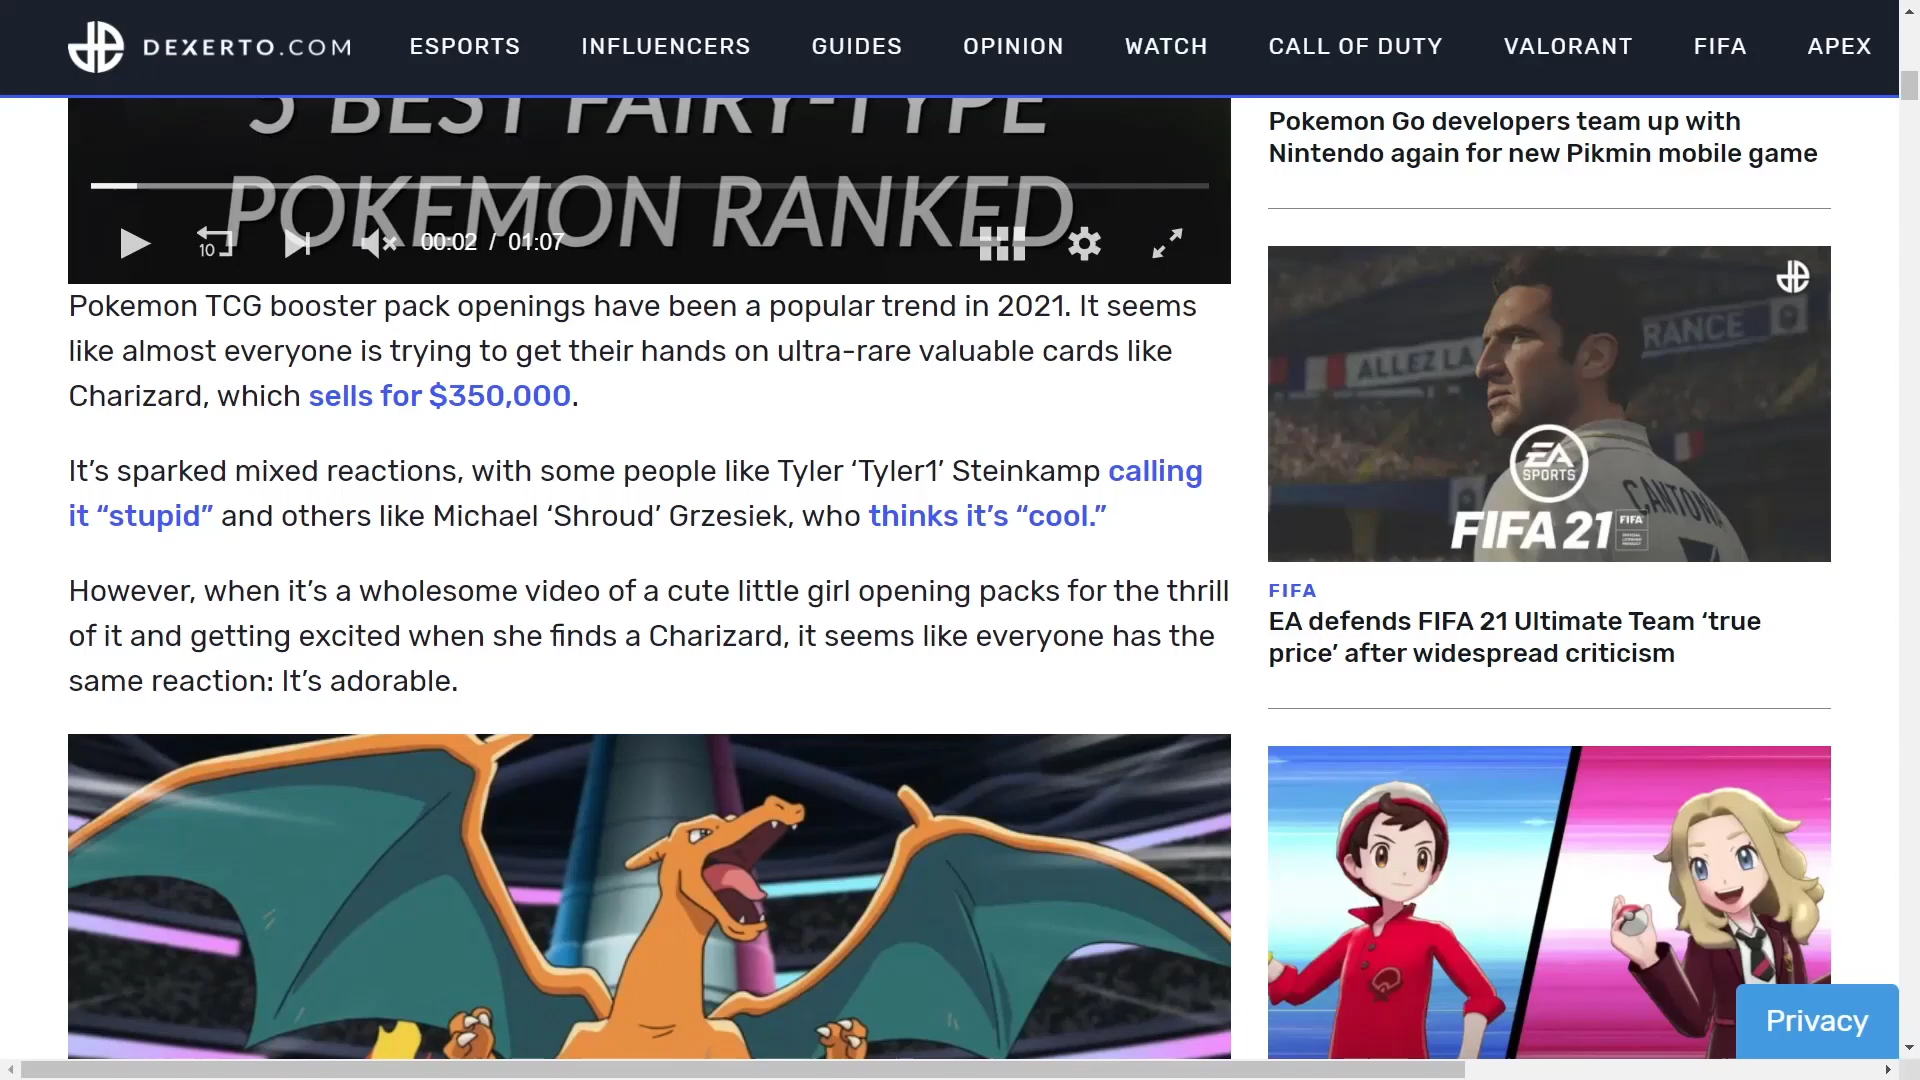 DEXERTO.COM ESPORTS INFLUENCERS GUIDES OPINION WATCH CALL OF DUTY VALORANT FIFA APEX
5 BEST FAIRY-TYPE
POKEMON RANKED
10 00:02 / 01:07
Pokemon TCG booster pack openings have been a popular trend in 2021. It seems
like almost everyone is trying to get their hands on ultra-rare valuable cards like
Charizard, which sells for $350,000.
It’s sparked mixed reactions, with some people like Tyler ‘Tyler1’ Steinkamp calling
it “stupid” and others like Michael ‘Shroud’ Grzesiek, who thinks it’s “cool.”
However, when it’s a wholesome video of a cute little girl opening packs for the thrill
of it and getting excited when she finds a Charizard, it seems like everyone has the
same reaction: It’s adorable.
Pokemon Go developers team up with
Nintendo again for new Pikmin mobile game
RANCE
ALLEZ LA
EA
SPORTS
CANTON
FIFA 21 FIFA
FIFA
EA defends FIFA 21 Ultimate Team ‘true
price’ after widespread criticism
Privacy